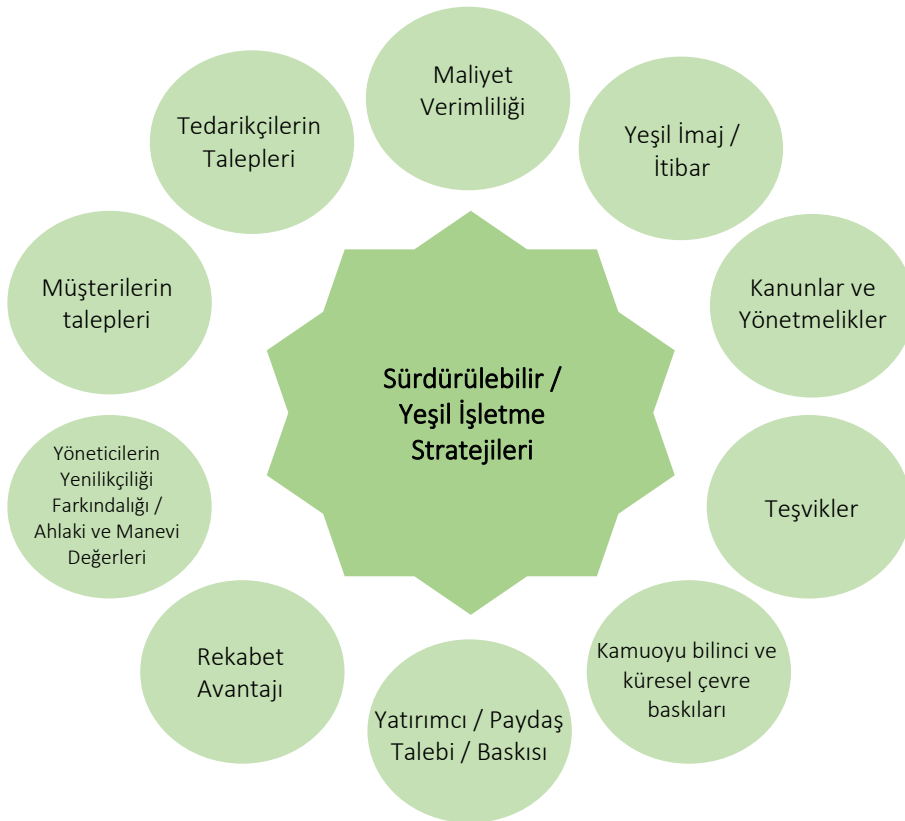 Maliyet
Verimliliği
Yeşil İmaj /
İtibar
Kanunlar ve
Yönetmelikler
Teşvikler
Kamuoyu bilinci ve
küresel çevre
baskıları
Yatırımcı / Paydaş
Talebi / Baskısı
Rekabet
Avantajı
Yöneticilerin
Yenilikçiliği
Farkındalığı /
Ahlaki ve Manevi
Değerleri
Müşterilerin
talepleri
Tedarikçilerin
Talepleri
Sürdürülebilir /
Yeşil İşletme
Stratejileri